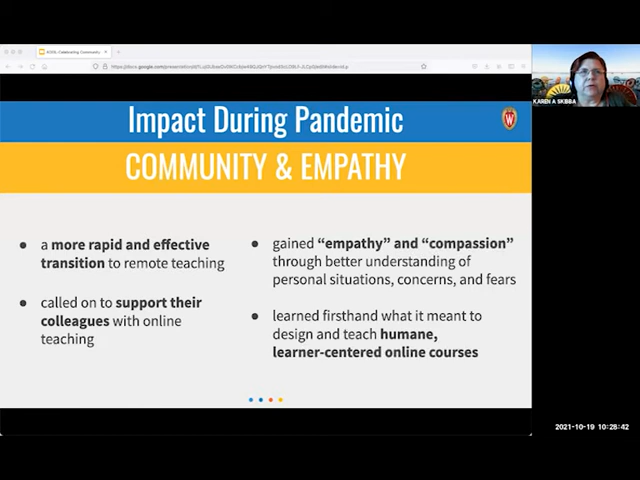 Impact During Pandemic
W
COMMUNITY & EMPATHY
● a more rapid and effective
transition to remote teaching
● called on to support their
colleagues with online
teaching
● gained “empathy” and “compassion”
through better understanding of
personal situations, concerns, and fears
● learned firsthand what it meant to
design and teach humane,
learner-centered online courses
KAREN A SKIBBA
2021-10-19 10:28:42